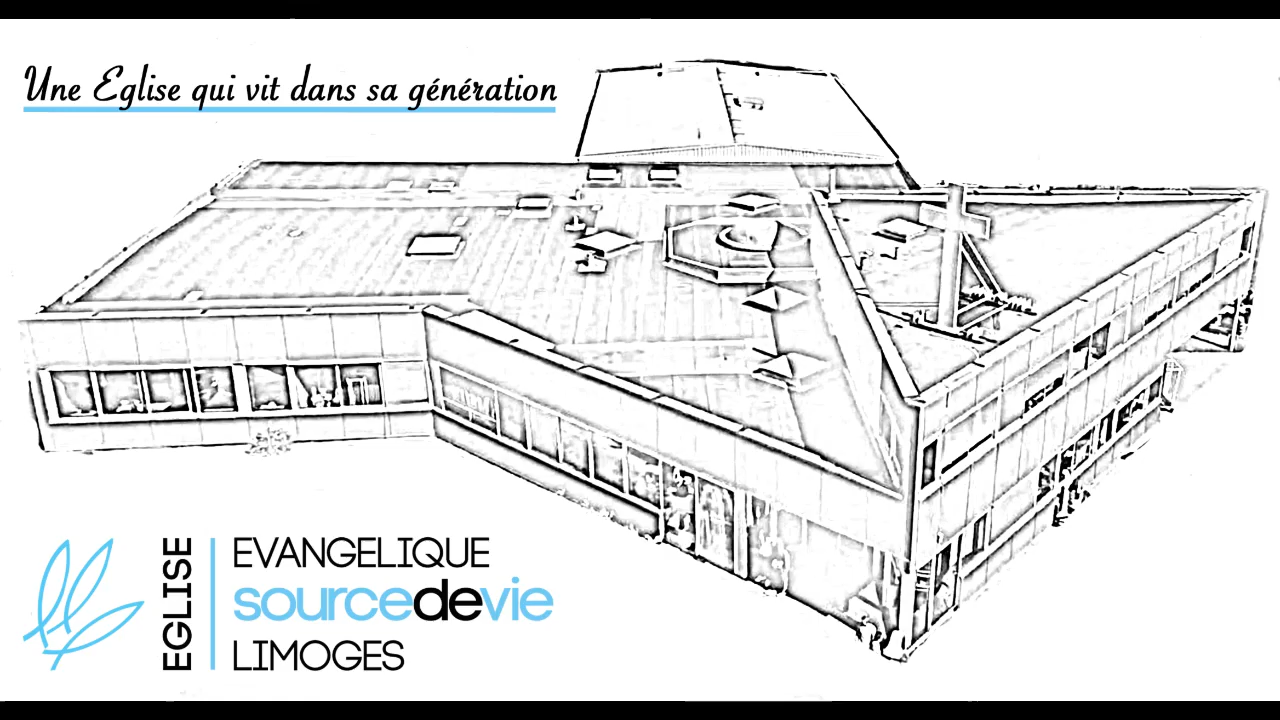 Une Eglise qui vit dans sa génération
EGLISE
EVANGELIQUE
sourcedevie
LIMOGES